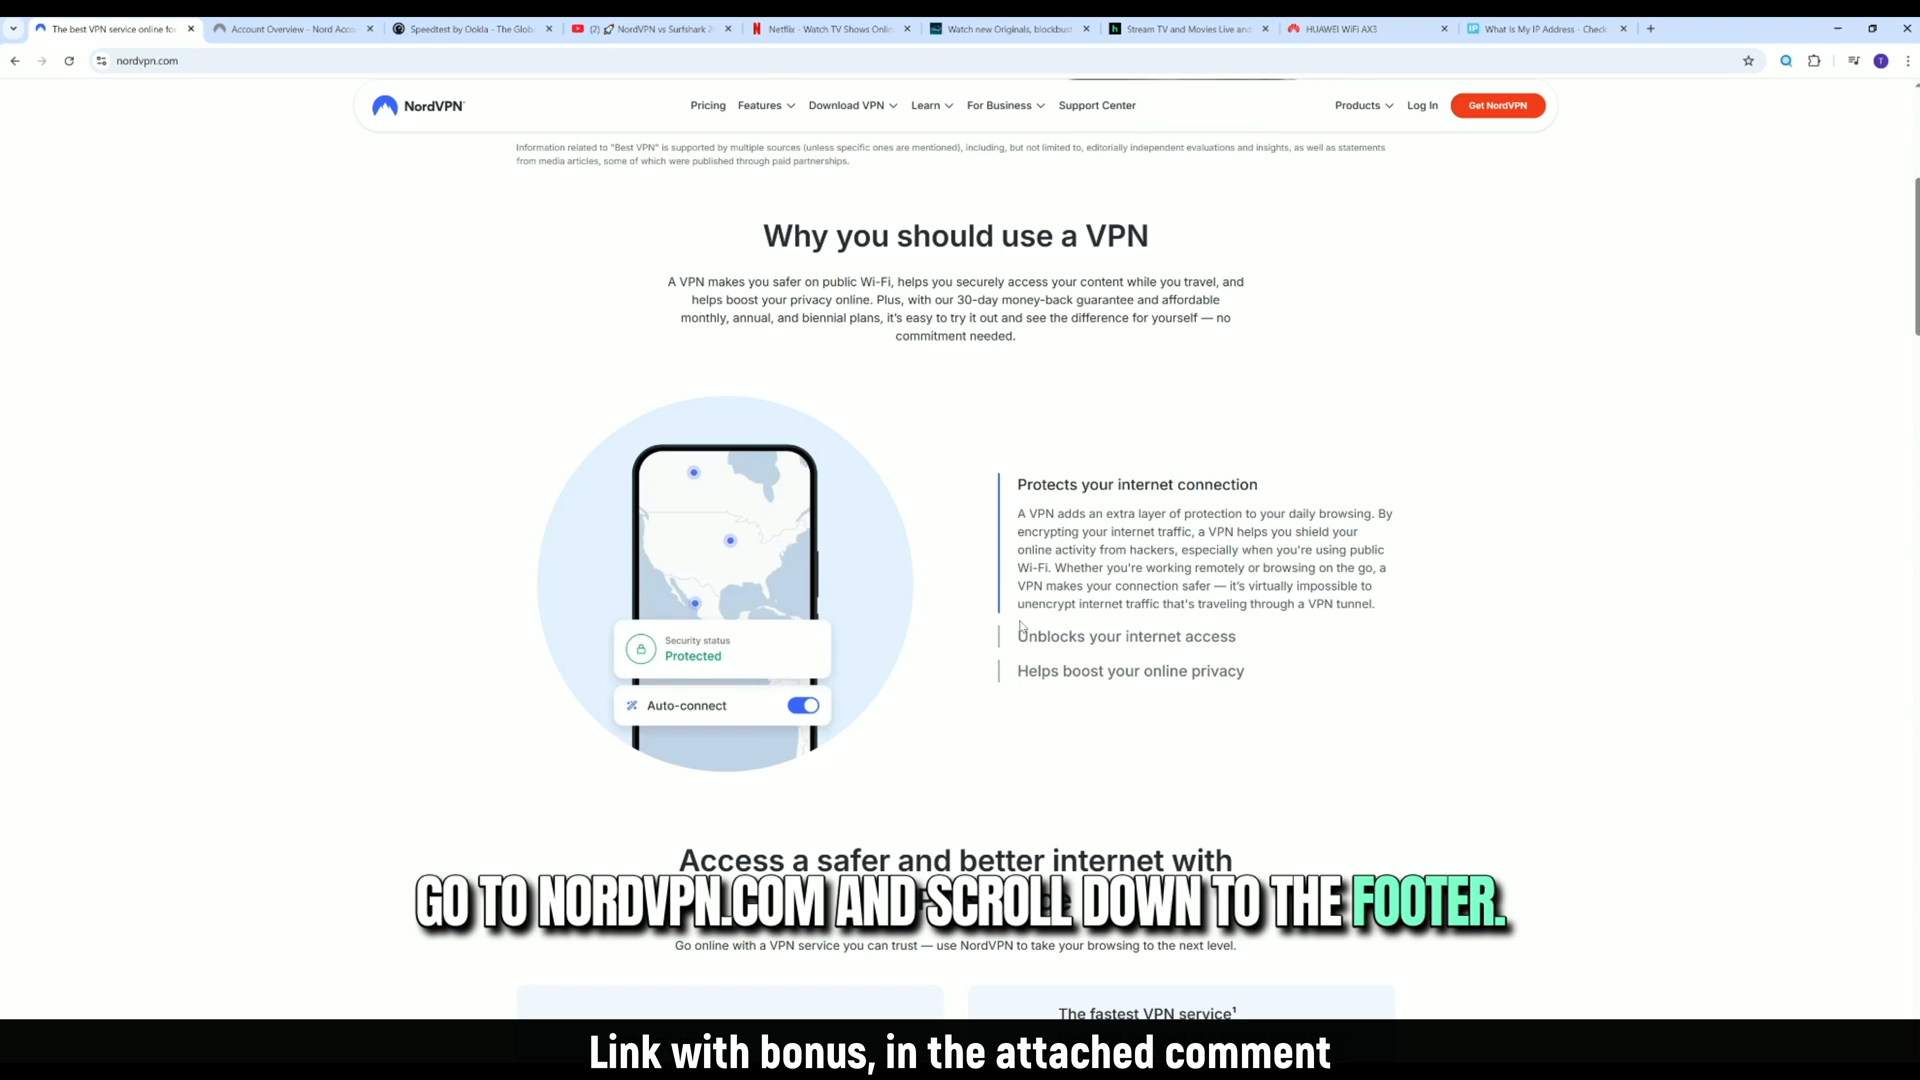 The best VPN service online for
Account Overview - Nord Acco
Speedtest by Ookla - The Glob
(2) 🚀 NordVPN vs Surfshark 2
Netflix - Watch TV Shows Onlin
Watch new Originals, blockbust
Stream TV and Movies Live and
HUAWEI WiFi AX3
What Is My IP Address - Check
nordvpn.com
T
NordVPN
Pricing
Features
Download VPN
Learn
For Business
Support Center
Products
Log In
Get NordVPN
Information related to "Best VPN" is supported by multiple sources (unless specific ones are mentioned), including, but not limited to, editorially independent evaluations and insights, as well as statements
from media articles, some of which were published through paid partnerships.
Why you should use a VPN
A VPN makes you safer on public Wi-Fi, helps you securely access your content while you travel, and
helps boost your privacy online. Plus, with our 30-day money-back guarantee and affordable
monthly, annual, and biennial plans, it's easy to try it out and see the difference for yourself — no
commitment needed.
Security status
Protected
Auto-connect
Protects your internet connection
A VPN adds an extra layer of protection to your daily browsing. By
encrypting your internet traffic, a VPN helps you shield your
online activity from hackers, especially when you're using public
Wi-Fi. Whether you're working remotely or browsing on the go, a
VPN makes your connection safer — it's virtually impossible to
unencrypt internet traffic that's traveling through a VPN tunnel.
Unblocks your internet access
Helps boost your online privacy
Access a safer and better internet with
GO TO NORDVPN.COM AND SCROLL DOWN TO THE FOOTER.
Go online with a VPN service you can trust — use NordVPN to take your browsing to the next level.
The fastest VPN service¹
Link with bonus, in the attached comment